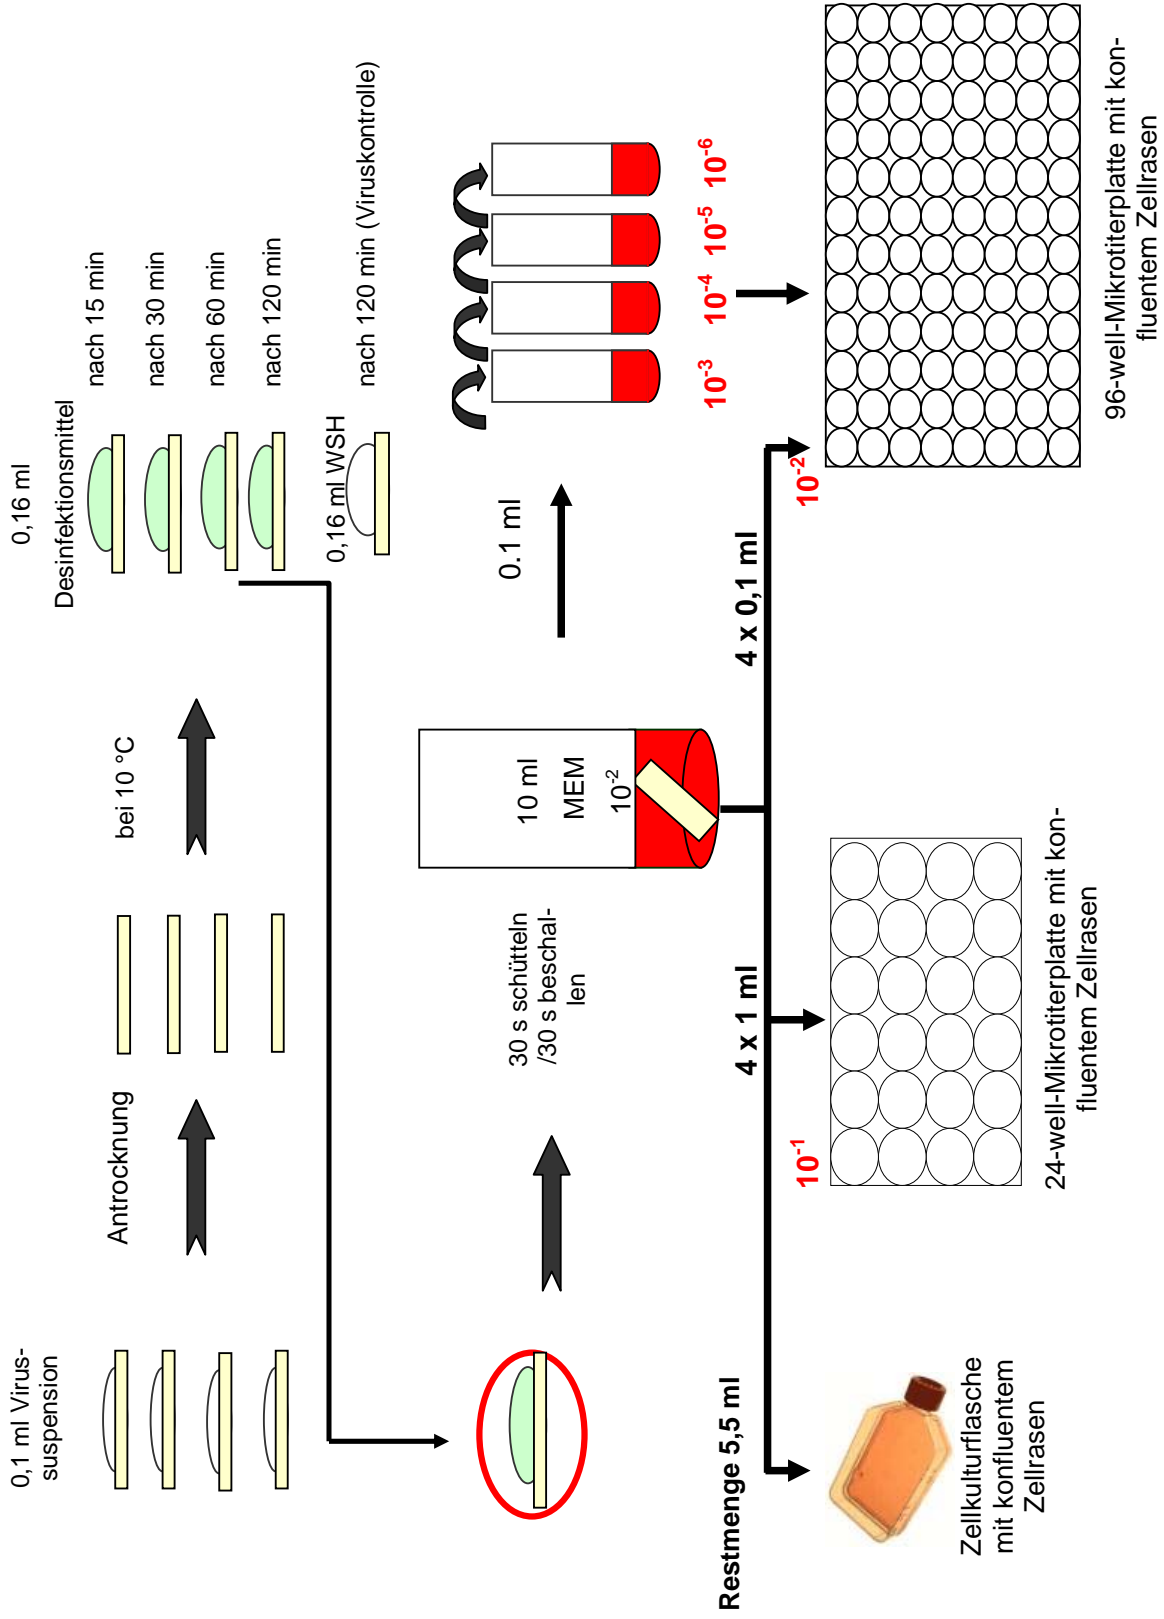 0,1 ml Virus-
suspension
Antrocknung
bei 10 °C
0,16 ml
Desinfektionsmittel
nach 15 min
nach 30 min
nach 60 min
nach 120 min
0,16 ml WSH
nach 120 min (Viruskontrolle)
30 s schütteln
/30 s beschal-
len
10 ml
MEM
10⁻²
0.1 ml
10⁻³ 10⁻⁴ 10⁻⁵ 10⁻⁶
Restmenge 5,5 ml
4 x 1 ml
4 x 0,1 ml
10⁻¹
10⁻²
Zellkulturflasche
mit konfluentem
Zellrasen
24-well-Mikrotiterplatte mit kon-
fluentem Zellrasen
96-well-Mikrotiterplatte mit kon-
fluentem Zellrasen